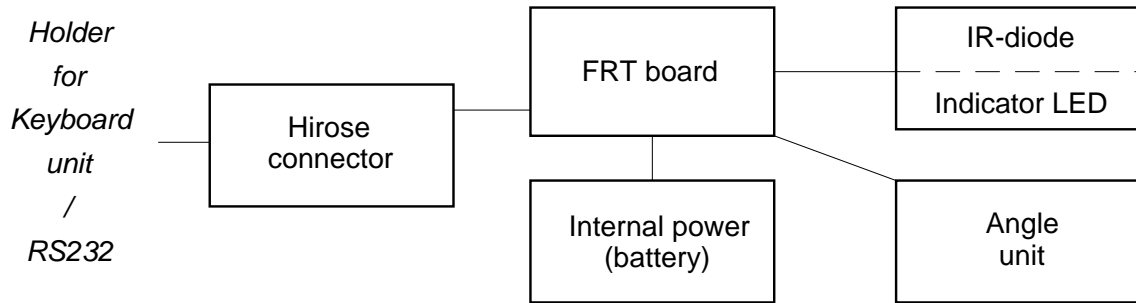 Holder
for
Keyboard
unit
/
RS232
Hirose
connector
FRT board
Internal power
(battery)
IR-diode
Indicator LED
Angle
unit